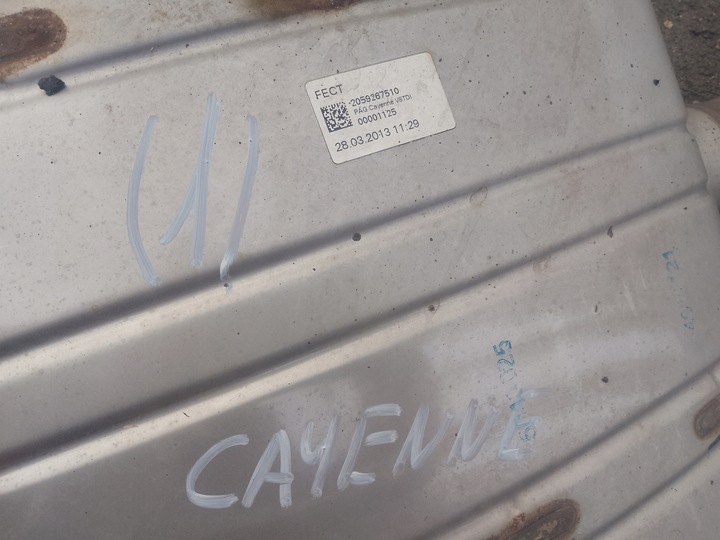 FECT
2059267510
PAG Cayenne V8TDI
00001125
28.03.2013 11:29
(1)
CAYENNE